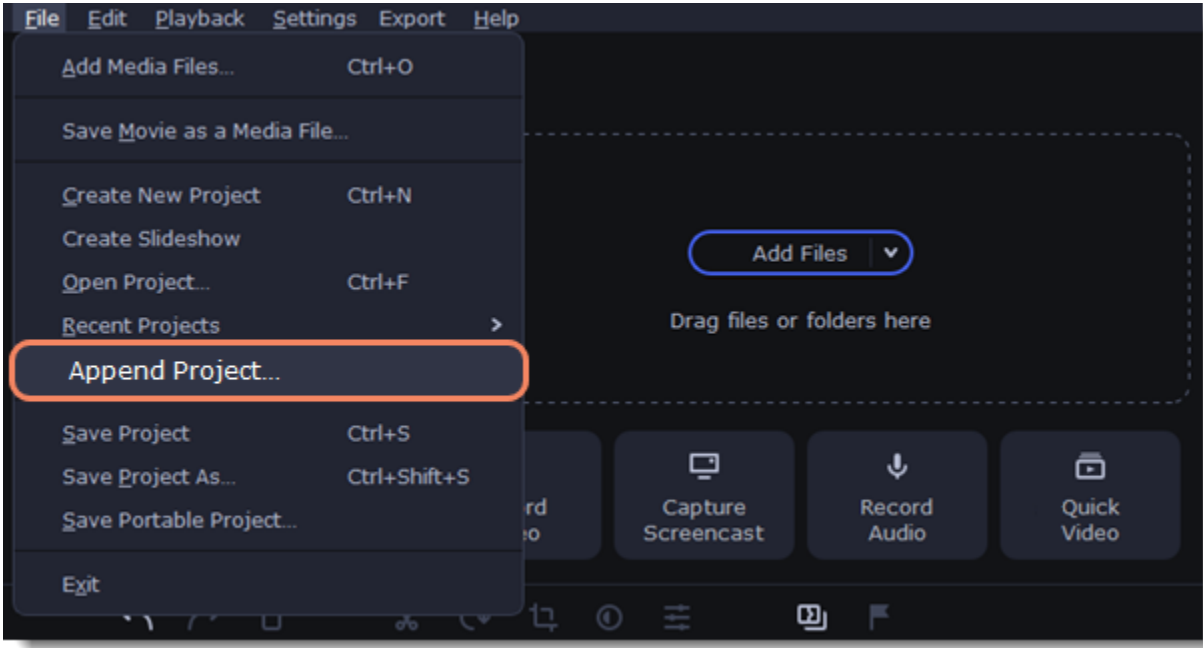 File Edit Playback Settings Export Help
Add Media Files... Ctrl+O
Save Movie as a Media File...
Create New Project Ctrl+N
Create Slideshow
Open Project... Ctrl+F
Recent Projects
Append Project...
Save Project Ctrl+S
Save Project As... Ctrl+Shift+S
Save Portable Project...
Exit
Add Files
Drag files or folders here
Capture
Screencast
Record
Audio
Quick
Video